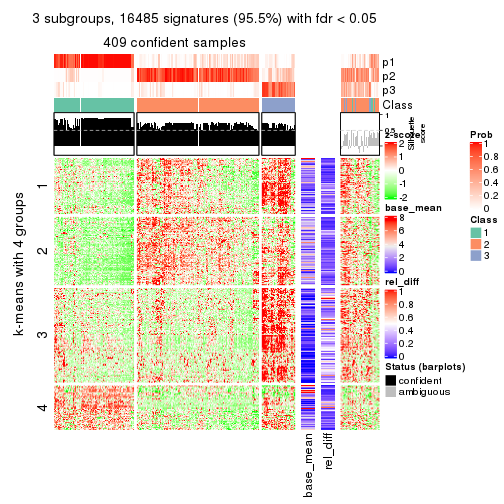 3 subgroups, 16485 signatures (95.5%) with fdr < 0.05
409 confident samples
p1
p2
p3
Class
1
0.5
Silhouette
score
z-score
2
1
0
-1
-2
Prob
1
0.8
0.6
0.4
0.2
0
base_mean
8
6
4
2
0
Class
1
2
3
rel_diff
1
0.8
0.6
0.4
0.2
0
Status (barplots)
confident
ambiguous
k-means with 4 groups
1
2
3
4
base_mean
rel_diff